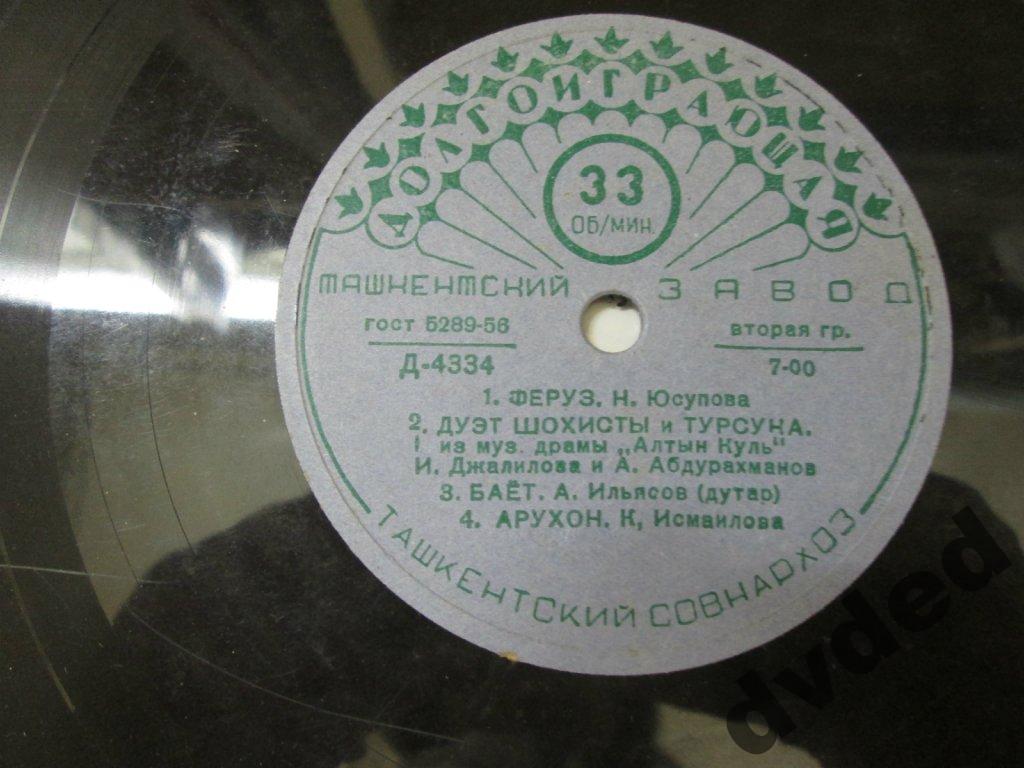 ДОЛГОИГРАЮЩАЯ
33
ОБ/МИН.
ТАШКЕНТСКИЙ ЗАВОД
гост 5289-56 вторая гр.
Д-4334 7-00
1. ФЕРУЗ. Н. Юсупова
2. ДУЭТ ШОХИСТЫ и ТУРСУНА.
из муз. драмы „Алтын Куль"
И. Джалилова и А. Абдурахманов
3. БАЁТ. А. Ильясов (дутар)
4. АРУХОН. К, Исмаилова
ТАШКЕНТСКИЙ СОВНАРХОЗ
dvded